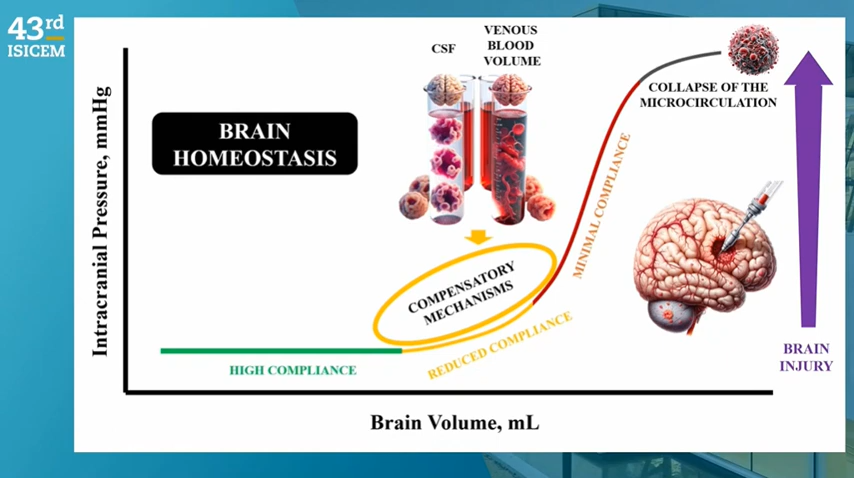 43rd
ISICEM
CSF
VENOUS
BLOOD
VOLUME
BRAIN
HOMEOSTASIS
COLLAPSE OF THE
MICROCIRCULATION
Intracranial Pressure, mmHg
MINIMAL COMPLIANCE
COMPENSATORY
MECHANISMS
REDUCED COMPLIANCE
HIGH COMPLIANCE
BRAIN
INJURY
Brain Volume, mL